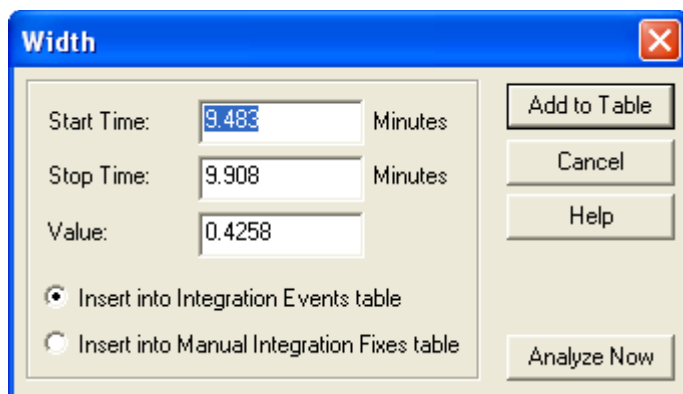 Width
Start Time: 9.483 Minutes
Add to Table
Stop Time: 9.908 Minutes
Cancel
Value: 0.4258
Help
Insert into Integration Events table
Insert into Manual Integration Fixes table
Analyze Now